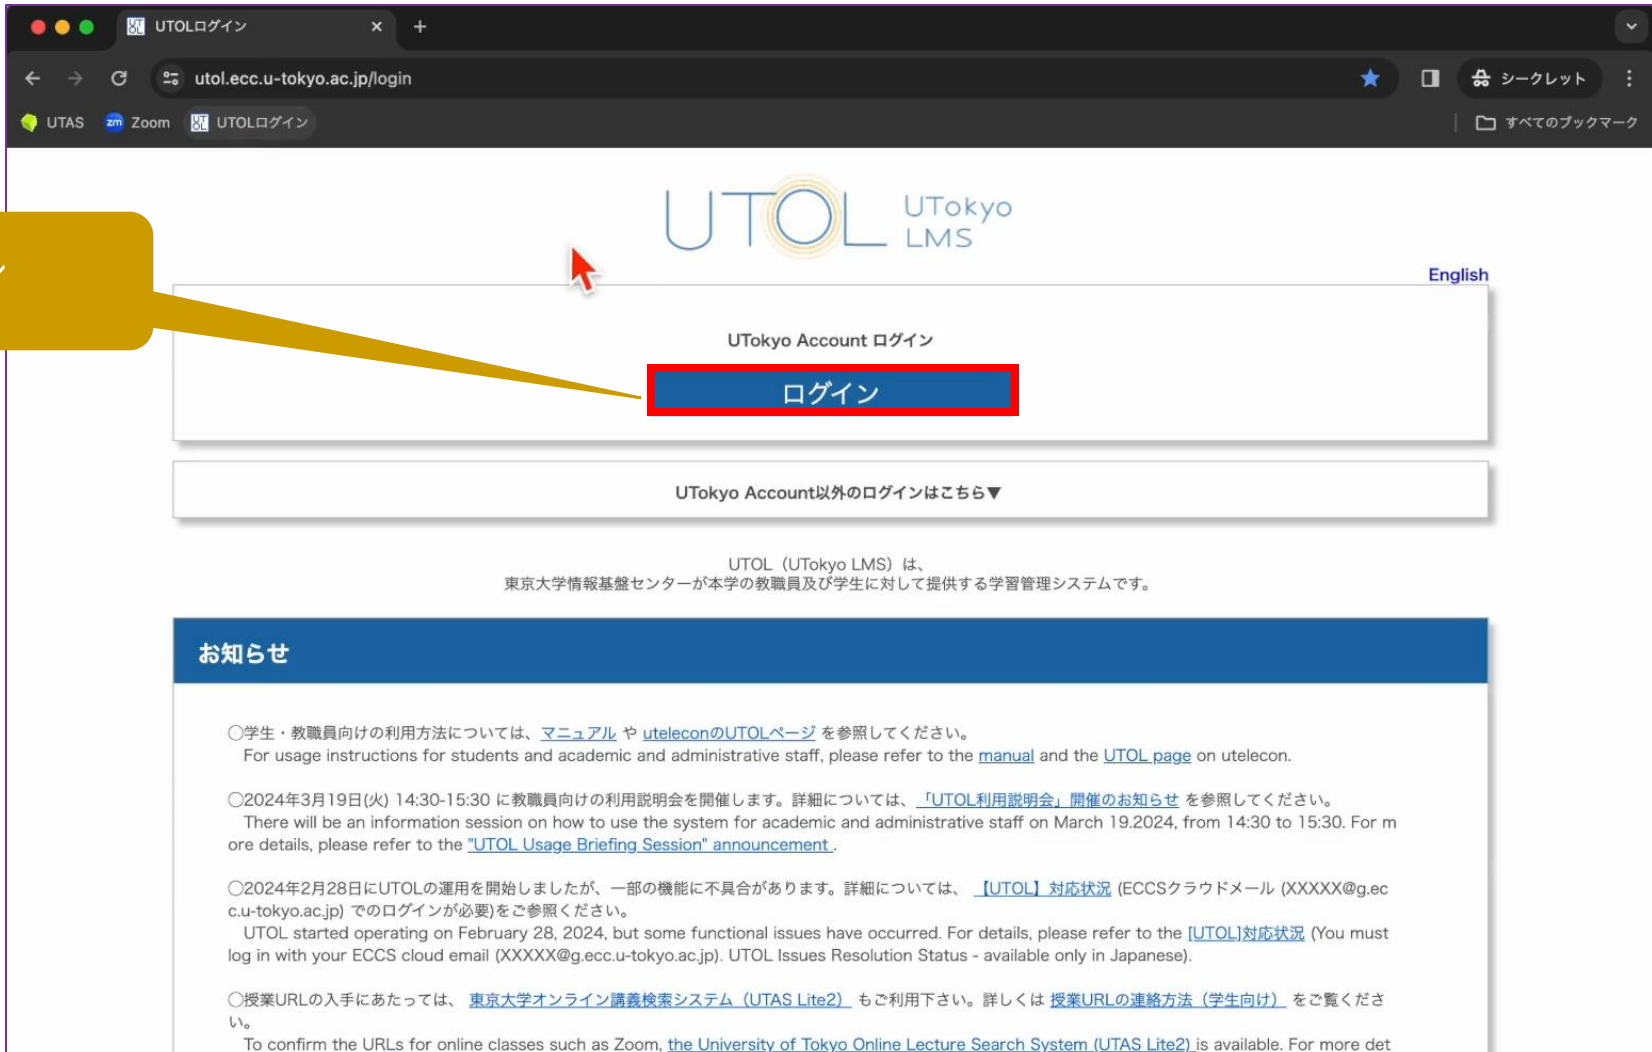 UTOLログイン
utol.ecc.u-tokyo.ac.jp/login
シークレット
UTAS
zm Zoom
UTOLログイン
すべてのブックマーク
UTOL UTokyo LMS
English
UTokyo Account ログイン
ログイン
UTokyo Account以外のログインはこちら▼
UTOL（UTokyo LMS）は、
東京大学情報基盤センターが本学の教職員及び学生に対して提供する学習管理システムです。
お知らせ
○学生・教職員向けの利用方法については、マニュアル や uteleconのUTOLページ を参照してください。
For usage instructions for students and academic and administrative staff, please refer to the manual and the UTOL page on utelecon.
○2024年3月19日(火) 14:30-15:30 に教職員向けの利用説明会を開催します。詳細については、「UTOL利用説明会」開催のお知らせ を参照してください。
There will be an information session on how to use the system for academic and administrative staff on March 19.2024, from 14:30 to 15:30. For m
ore details, please refer to the "UTOL Usage Briefing Session" announcement .
○2024年2月28日にUTOLの運用を開始しましたが、一部の機能に不具合があります。詳細については、 【UTOL】対応状況 (ECCSクラウドメール (XXXXX@g.ec
c.u-tokyo.ac.jp) でのログインが必要)をご参照ください。
UTOL started operating on February 28, 2024, but some functional issues have occurred. For details, please refer to the [UTOL]対応状況 (You must
log in with your ECCS cloud email (XXXXX@g.ecc.u-tokyo.ac.jp). UTOL Issues Resolution Status - available only in Japanese).
○授業URLの入手にあたっては、 東京大学オンライン講義検索システム（UTAS Lite2） もご利用下さい。詳しくは 授業URLの連絡方法（学生向け） をご覧くださ
い。
To confirm the URLs for online classes such as Zoom, the University of Tokyo Online Lecture Search System (UTAS Lite2) is available. For more det